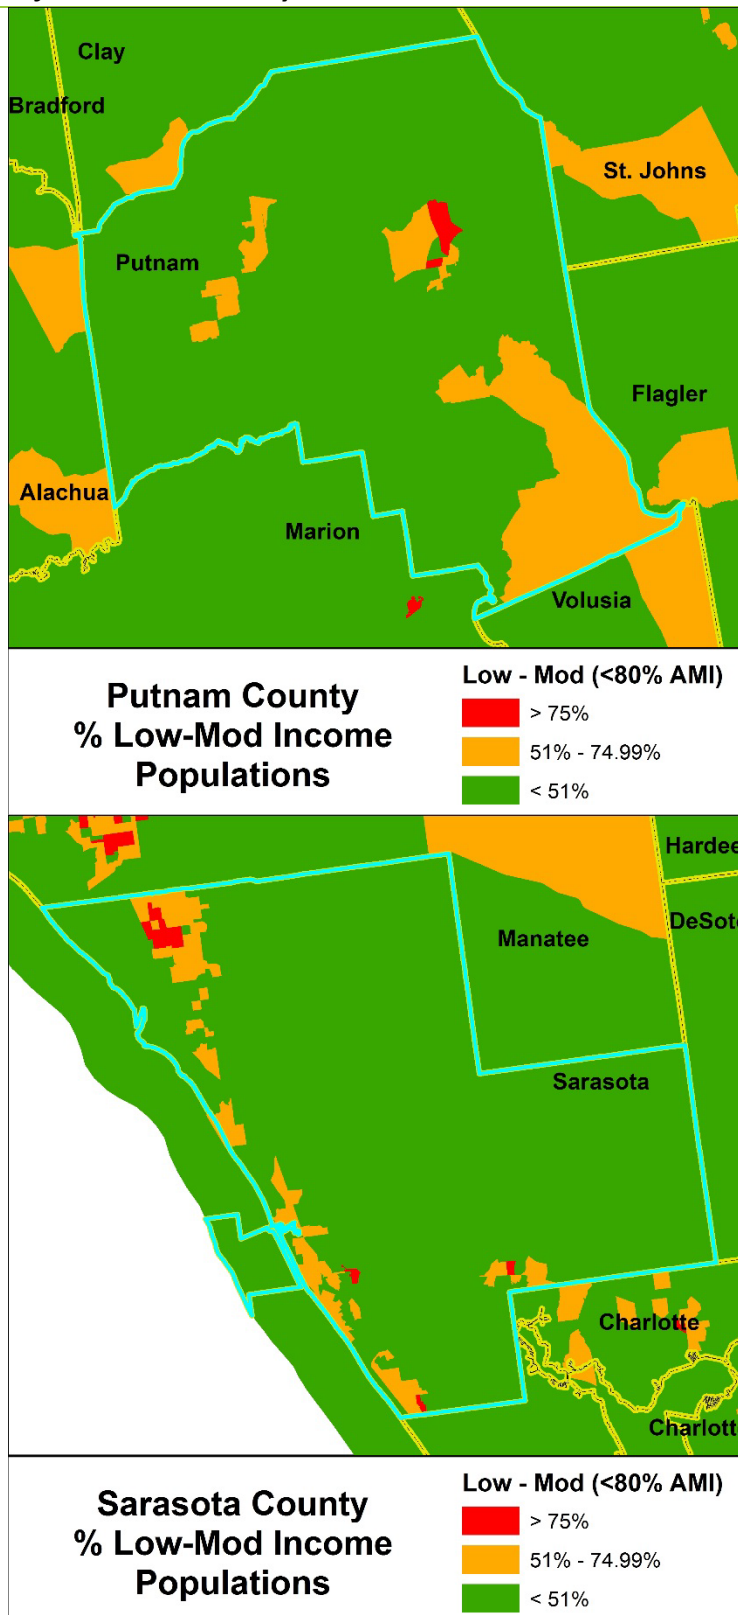 Clay
Bradford
St. Johns
Putnam
Flagler
Alachua
Marion
Volusia
Putnam County
% Low-Mod Income
Populations
Low - Mod (<80% AMI)
> 75%
51% - 74.99%
< 51%
Hardee
DeSoto
Manatee
Sarasota
Charlotte
Charlott
Sarasota County
% Low-Mod Income
Populations
Low - Mod (<80% AMI)
> 75%
51% - 74.99%
< 51%